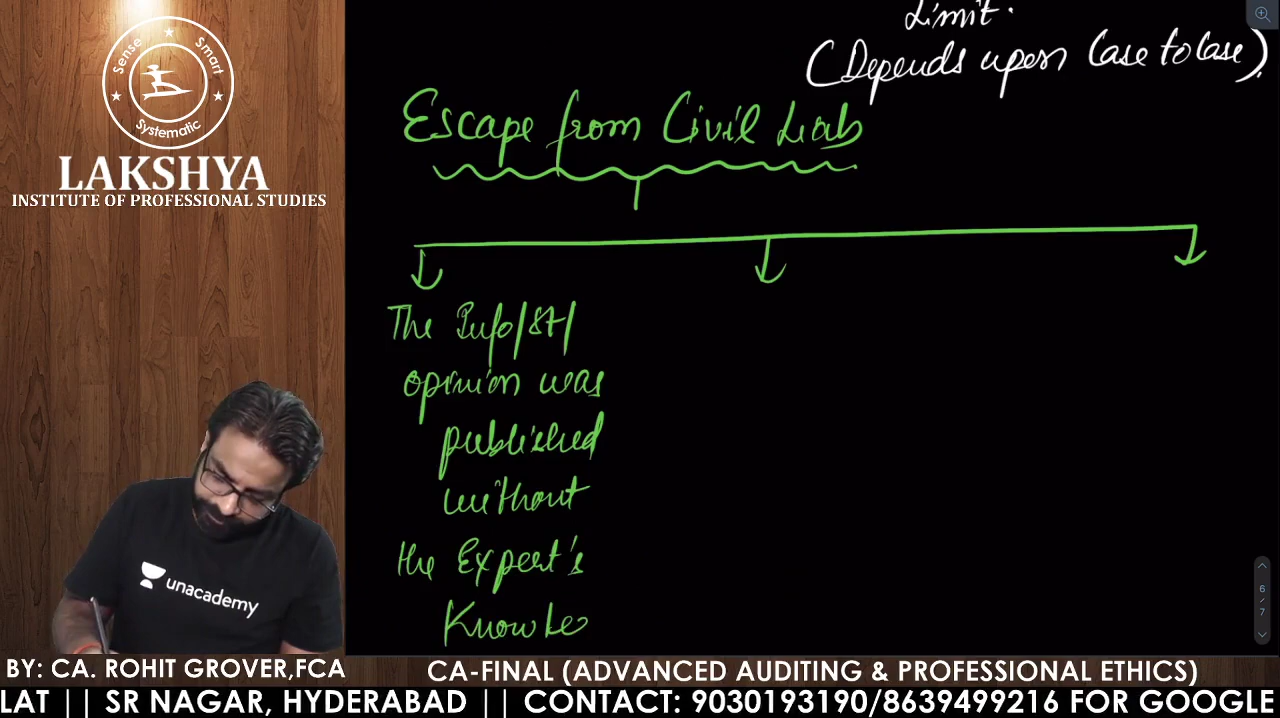 Limit.
(Depends upon Case to Case).
Sense
Smart
Systematic
LAKSHYA
INSTITUTE OF PROFESSIONAL STUDIES
Escape from Civil Liab
The Info/St/
opinion was
published
without
the Expert's
Knowle
unacademy
6
/
7
BY: CA. ROHIT GROVER,FCA
CA-FINAL (ADVANCED AUDITING & PROFESSIONAL ETHICS)
LAT || SR NAGAR, HYDERABAD || CONTACT: 9030193190/8639499216 FOR GOOGLE